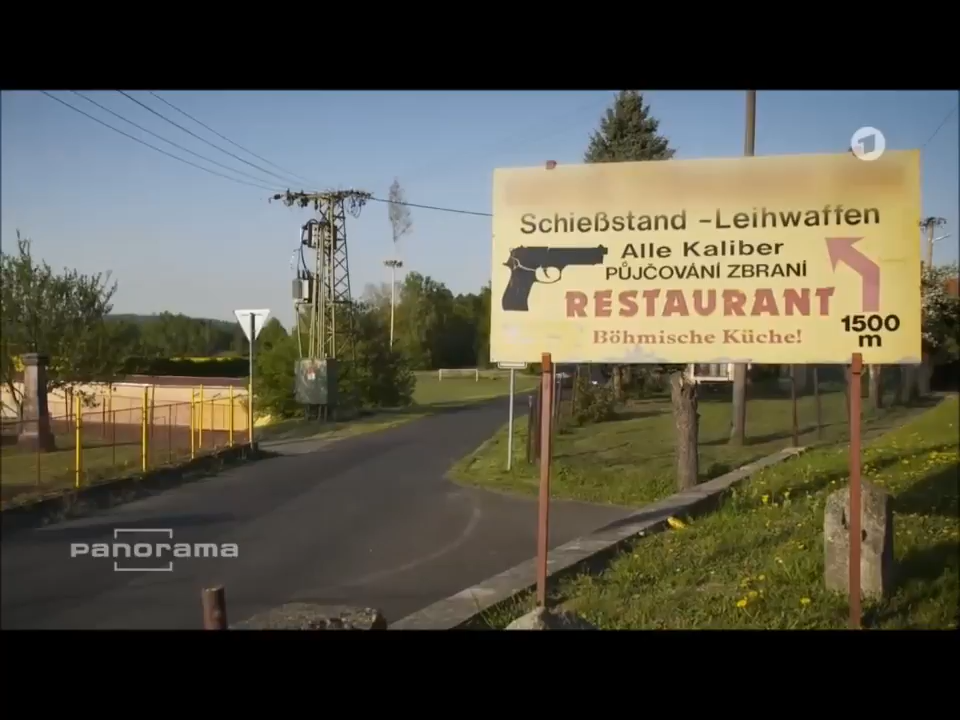 1
Schießstand -Leihwaffen
Alle Kaliber
PŮJČOVÁNÍ ZBRANÍ
RESTAURANT
1500
m
Böhmische Küche!
panorama